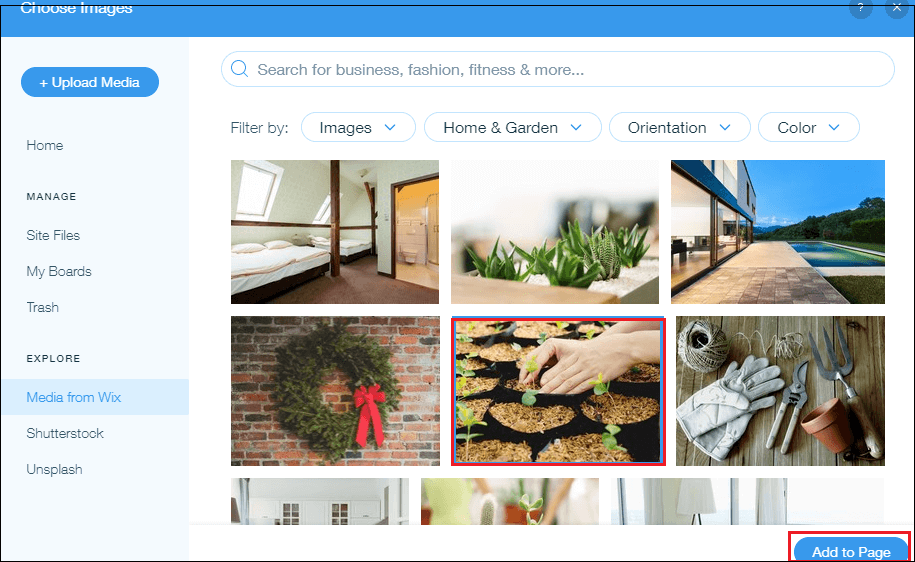 Choose Images
?
+ Upload Media
Search for business, fashion, fitness & more...
Filter by:
Images
Home & Garden
Orientation
Color
Home
MANAGE
Site Files
My Boards
Trash
EXPLORE
Media from Wix
Shutterstock
Unsplash
Add to Page